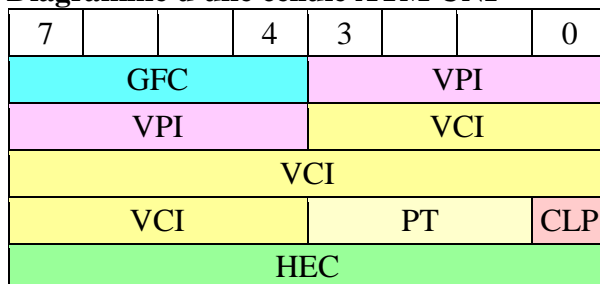 Diagramme d'une cellule ATM UNI
7 4 3 0
GFC VPI
VPI VCI
VCI
VCI PT CLP
HEC